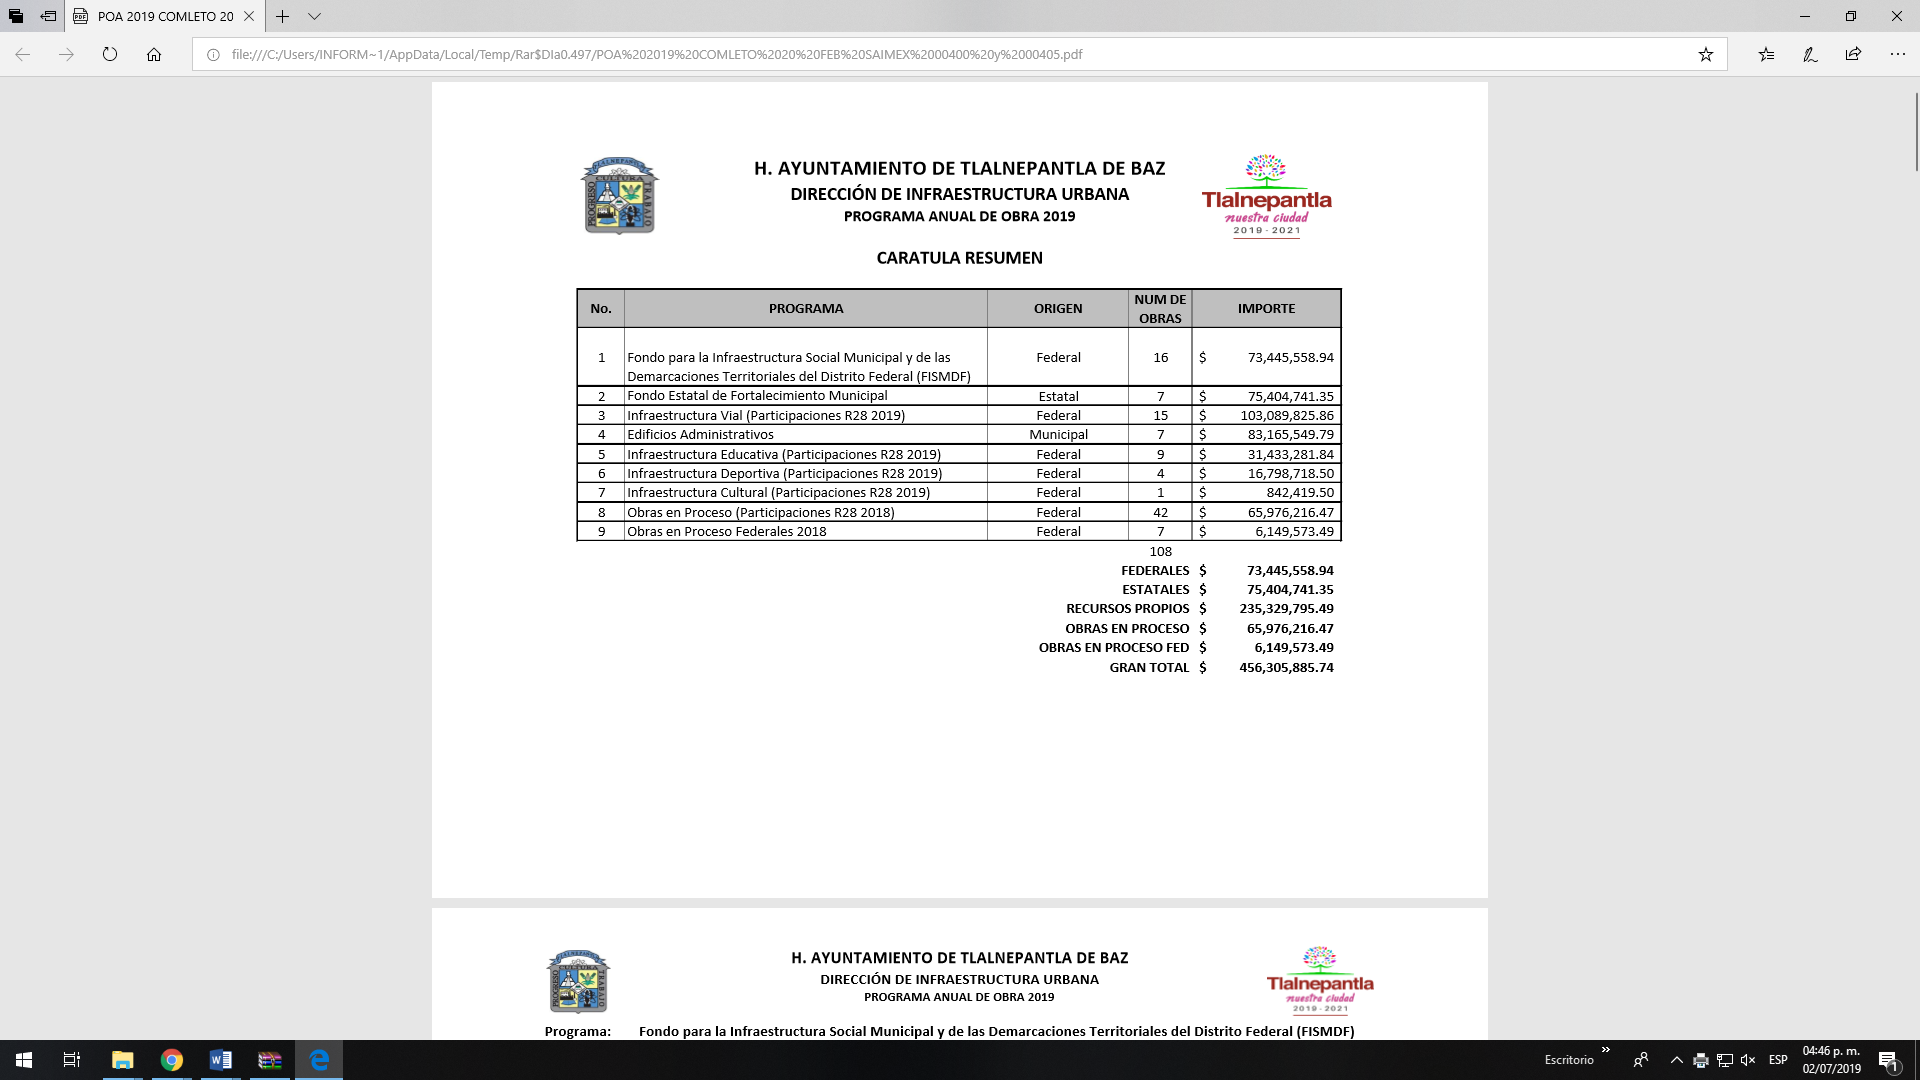 POA 2019 COMLETO 20
file:///C:/Users/INFORM~1/AppData/Local/Temp/Rar$DIa0.497/POA%202019%20COMLETO%2020%20FEB%20SAIMEX%2000400%20y%2000405.pdf
TLALNEPANTLA
CULTURA
PROGRESO
TRABAJO
H. AYUNTAMIENTO DE TLALNEPANTLA DE BAZ
DIRECCIÓN DE INFRAESTRUCTURA URBANA
PROGRAMA ANUAL DE OBRA 2019
Tlalnepantla
nuestra ciudad
2019-2021
CARATULA RESUMEN
No. PROGRAMA ORIGEN NUM DE OBRAS IMPORTE
1 Fondo para la Infraestructura Social Municipal y de las Demarcaciones Territoriales del Distrito Federal (FISMDF) Federal 16 $ 73,445,558.94
2 Fondo Estatal de Fortalecimiento Municipal Estatal 7 $ 75,404,741.35
3 Infraestructura Vial (Participaciones R28 2019) Federal 15 $ 103,089,825.86
4 Edificios Administrativos Municipal 7 $ 83,165,549.79
5 Infraestructura Educativa (Participaciones R28 2019) Federal 9 $ 31,433,281.84
6 Infraestructura Deportiva (Participaciones R28 2019) Federal 4 $ 16,798,718.50
7 Infraestructura Cultural (Participaciones R28 2019) Federal 1 $ 842,419.50
8 Obras en Proceso (Participaciones R28 2018) Federal 42 $ 65,976,216.47
9 Obras en Proceso Federales 2018 Federal 7 $ 6,149,573.49
108
FEDERALES $ 73,445,558.94
ESTATALES $ 75,404,741.35
RECURSOS PROPIOS $ 235,329,795.49
OBRAS EN PROCESO $ 65,976,216.47
OBRAS EN PROCESO FED $ 6,149,573.49
GRAN TOTAL $ 456,305,885.74
TLALNEPANTLA
CULTURA
PROGRESO
TRABAJO
H. AYUNTAMIENTO DE TLALNEPANTLA DE BAZ
DIRECCIÓN DE INFRAESTRUCTURA URBANA
PROGRAMA ANUAL DE OBRA 2019
Tlalnepantla
nuestra ciudad
2019-2021
Programa: Fondo para la Infraestructura Social Municipal y de las Demarcaciones Territoriales del Distrito Federal (FISMDF)
Escritorio
ESP
04:46 p. m.
02/07/2019
1